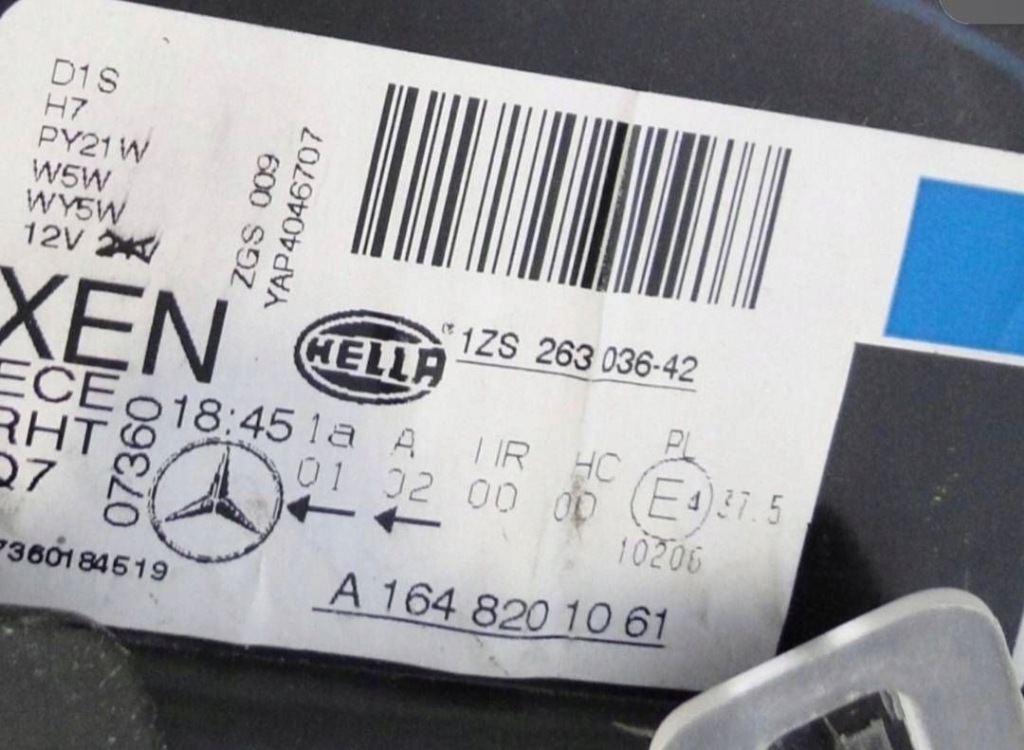 D1S
H7
PY21W
W5W
WY5W
12V
ZGS 009
YAP4046707
XEN
ECE
RHT
Q7
07360
18:45
HELLA
1ZS 263 036-42
1a A HR HC PL
01 02 00 00 E4 37.5
10206
7360184519
A 164 820 10 61